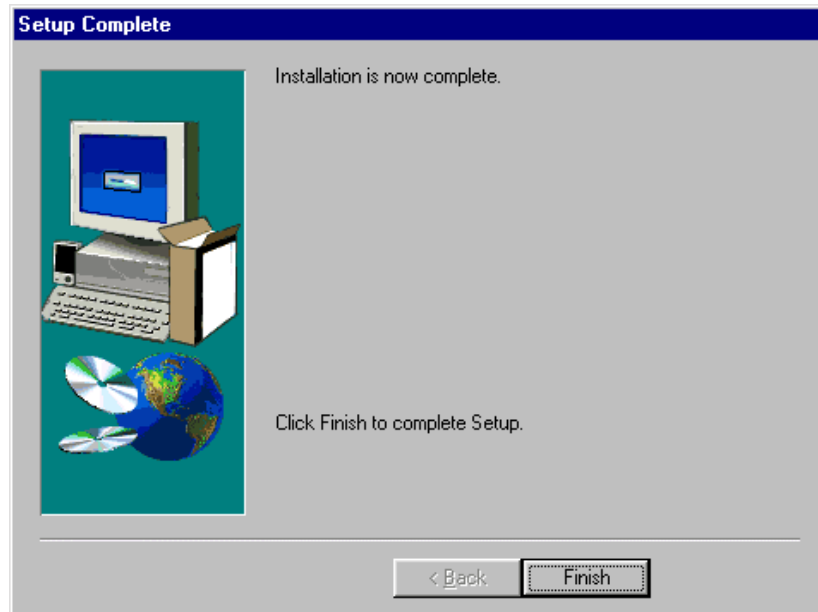 Setup Complete
Installation is now complete.
Click Finish to complete Setup.
< Back
Finish